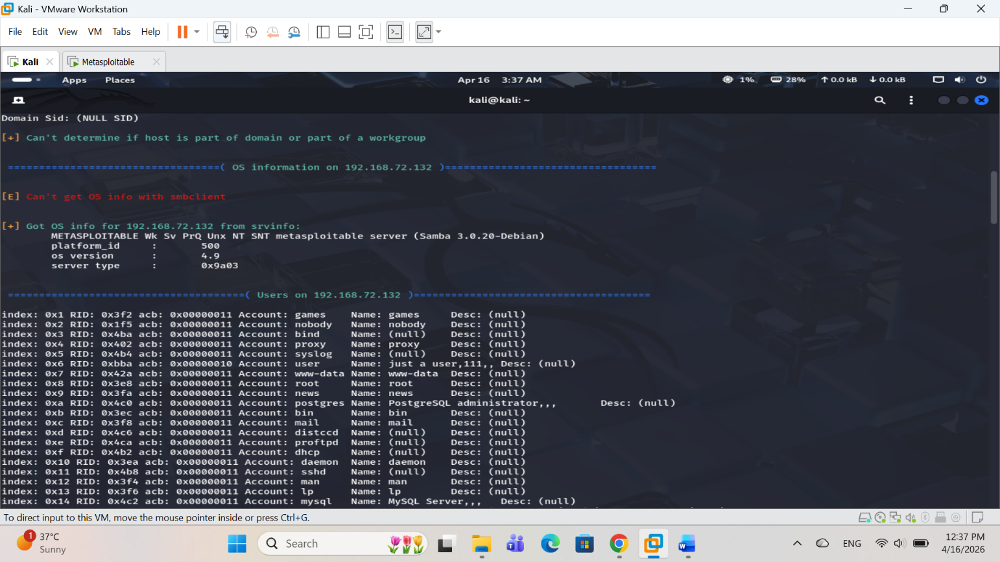 Kali - VMware Workstation
File Edit View VM Tabs Help
Kali Metasploitable
Apps Places Apr 16 3:37 AM 1% 28% ↑ 0.0 kB ↓ 0.0 kB
kali@kali: ~
Domain Sid: (NULL SID)
[+] Can't determine if host is part of domain or part of a workgroup
==================================( OS information on 192.168.72.132 )==================================
[E] Can't get OS info with smbclient
[+] Got OS info for 192.168.72.132 from srvinfo:
METASPLOITABLE Wk Sv PrQ Unx NT SNT metasploitable server (Samba 3.0.20-Debian)
platform_id : 500
os version : 4.9
server type : 0x9a03
======================================( Users on 192.168.72.132 )======================================
index: 0x1 RID: 0x3f2 acb: 0x00000011 Account: games Name: games Desc: (null)
index: 0x2 RID: 0x1f5 acb: 0x00000011 Account: nobody Name: nobody Desc: (null)
index: 0x3 RID: 0x4ba acb: 0x00000011 Account: bind Name: (null) Desc: (null)
index: 0x4 RID: 0x402 acb: 0x00000011 Account: proxy Name: proxy Desc: (null)
index: 0x5 RID: 0x4b4 acb: 0x00000011 Account: syslog Name: (null) Desc: (null)
index: 0x6 RID: 0xbba acb: 0x00000010 Account: user Name: just a user,111,, Desc: (null)
index: 0x7 RID: 0x42a acb: 0x00000011 Account: www-data Name: www-data Desc: (null)
index: 0x8 RID: 0x3e8 acb: 0x00000011 Account: root Name: root Desc: (null)
index: 0x9 RID: 0x3fa acb: 0x00000011 Account: news Name: news Desc: (null)
index: 0xa RID: 0x4c0 acb: 0x00000011 Account: postgres Name: PostgreSQL administrator,,, Desc: (null)
index: 0xb RID: 0x3ec acb: 0x00000011 Account: bin Name: bin Desc: (null)
index: 0xc RID: 0x3f8 acb: 0x00000011 Account: mail Name: mail Desc: (null)
index: 0xd RID: 0x4c6 acb: 0x00000011 Account: distccd Name: (null) Desc: (null)
index: 0xe RID: 0x4ca acb: 0x00000011 Account: proftpd Name: (null) Desc: (null)
index: 0xf RID: 0x4b2 acb: 0x00000011 Account: dhcp Name: (null) Desc: (null)
index: 0x10 RID: 0x3ea acb: 0x00000011 Account: daemon Name: daemon Desc: (null)
index: 0x11 RID: 0x4b8 acb: 0x00000011 Account: sshd Name: (null) Desc: (null)
index: 0x12 RID: 0x3f4 acb: 0x00000011 Account: man Name: man Desc: (null)
index: 0x13 RID: 0x3f6 acb: 0x00000011 Account: lp Name: lp Desc: (null)
index: 0x14 RID: 0x4c2 acb: 0x00000011 Account: mysql Name: MySQL Server,,, Desc: (null)
To direct input to this VM, move the mouse pointer inside or press Ctrl+G.
1 37°C
Sunny
Search
ENG
12:37 PM
4/16/2026